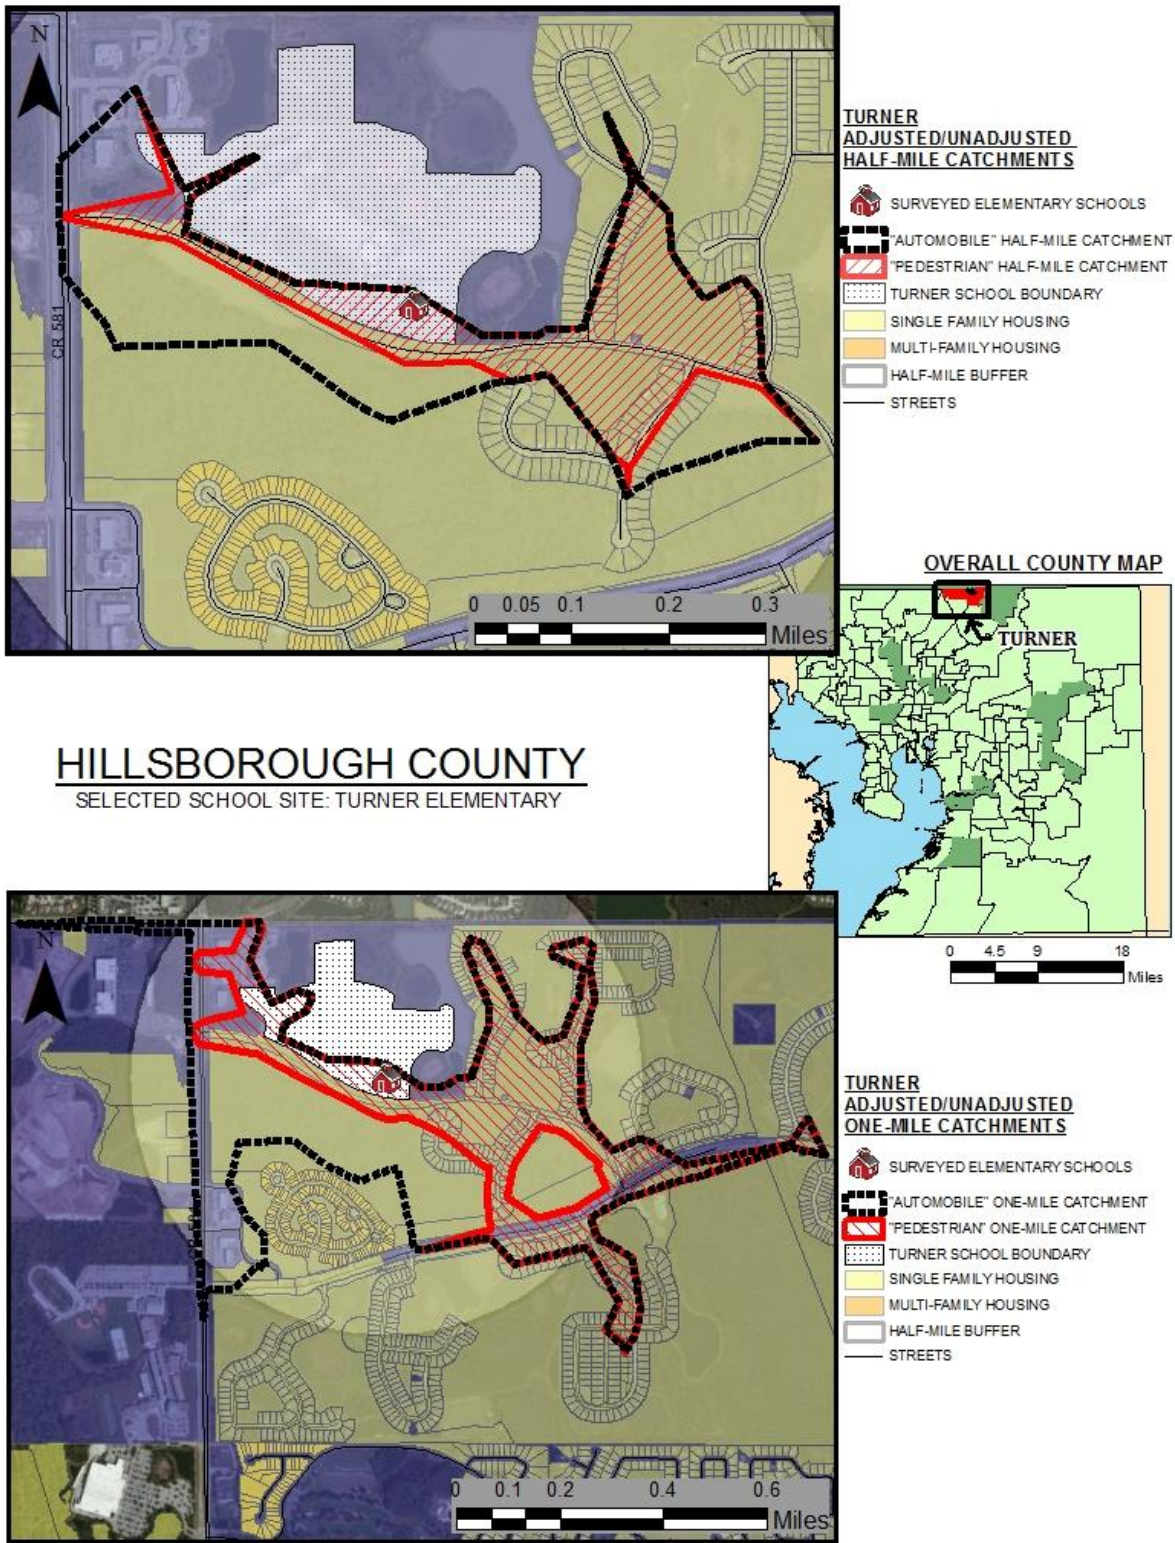 N
CR 581
0 0.05 0.1 0.2 0.3
Miles
TURNER
ADJUSTED/UNADJUSTED
HALF-MILE CATCHMENTS
SURVEYED ELEMENTARY SCHOOLS
"AUTOMOBILE" HALF-MILE CATCHMENT
"PEDESTRIAN" HALF-MILE CATCHMENT
TURNER SCHOOL BOUNDARY
SINGLE FAMILY HOUSING
MULTI-FAMILY HOUSING
HALF-MILE BUFFER
STREETS
OVERALL COUNTY MAP
TURNER
0 4.5 9 18
Miles
HILLSBOROUGH COUNTY
SELECTED SCHOOL SITE: TURNER ELEMENTARY
N
0 0.1 0.2 0.4 0.6
Miles
TURNER
ADJUSTED/UNADJUSTED
ONE-MILE CATCHMENTS
SURVEYED ELEMENTARY SCHOOLS
"AUTOMOBILE" ONE-MILE CATCHMENT
"PEDESTRIAN" ONE-MILE CATCHMENT
TURNER SCHOOL BOUNDARY
SINGLE FAMILY HOUSING
MULTI-FAMILY HOUSING
HALF-MILE BUFFER
STREETS